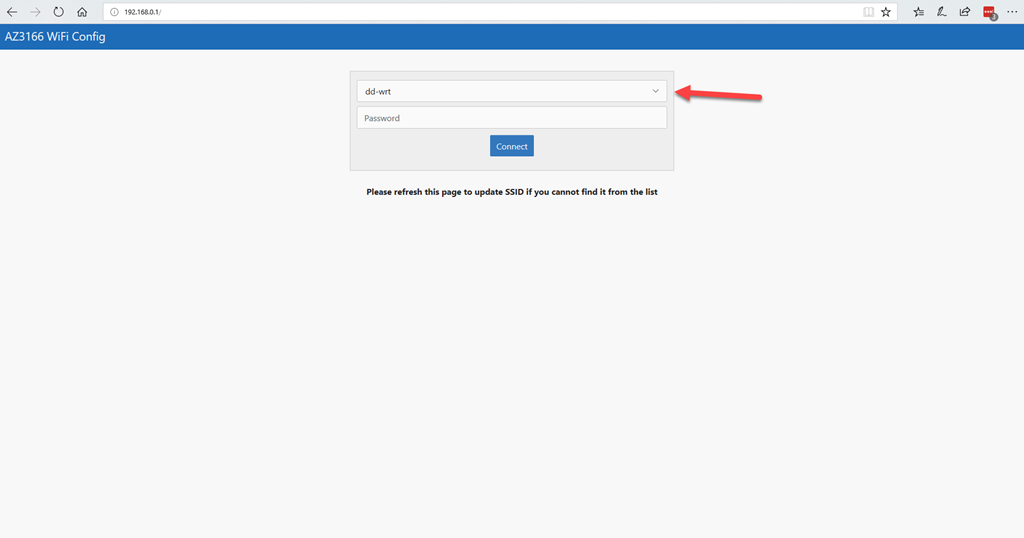 192.168.0.1/
AZ3166 WiFi Config
dd-wrt
Password
Connect
Please refresh this page to update SSID if you cannot find it from the list